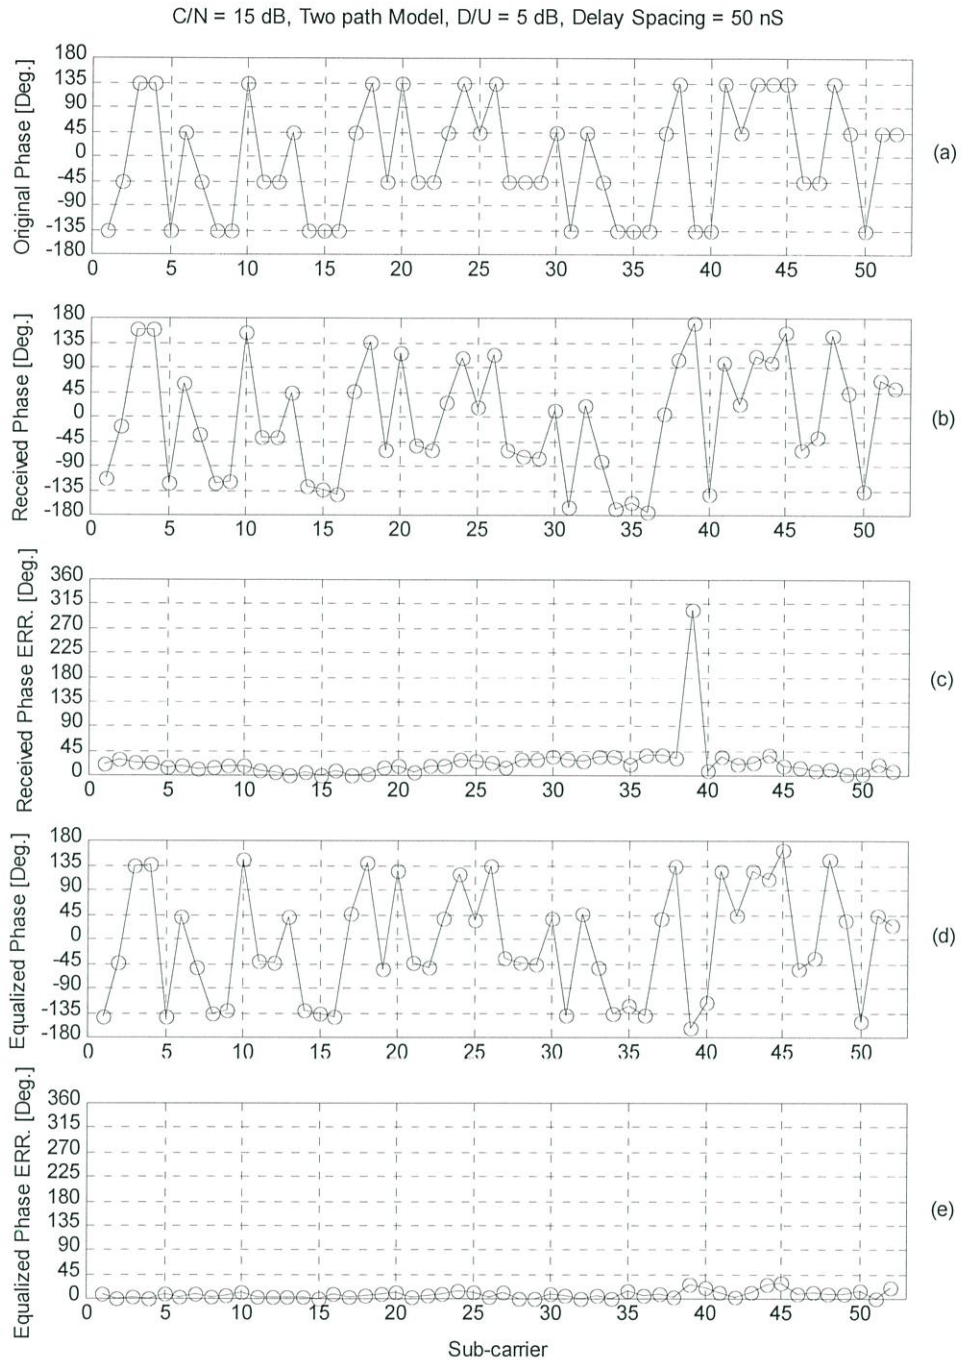 C/N = 15 dB, Two path Model, D/U = 5 dB, Delay Spacing = 50 nS
Original Phase [Deg.]
180
135
90
45
0
-45
-90
-135
-180
0 5 10 15 20 25 30 35 40 45 50
(a)
Received Phase [Deg.]
180
135
90
45
0
-45
-90
-135
-180
0 5 10 15 20 25 30 35 40 45 50
(b)
Received Phase ERR. [Deg.]
360
315
270
225
180
135
90
45
0
0 5 10 15 20 25 30 35 40 45 50
(c)
Equalized Phase [Deg.]
180
135
90
45
0
-45
-90
-135
-180
0 5 10 15 20 25 30 35 40 45 50
(d)
Equalized Phase ERR. [Deg.]
360
315
270
225
180
135
90
45
0
0 5 10 15 20 25 30 35 40 45 50
(e)
Sub-carrier